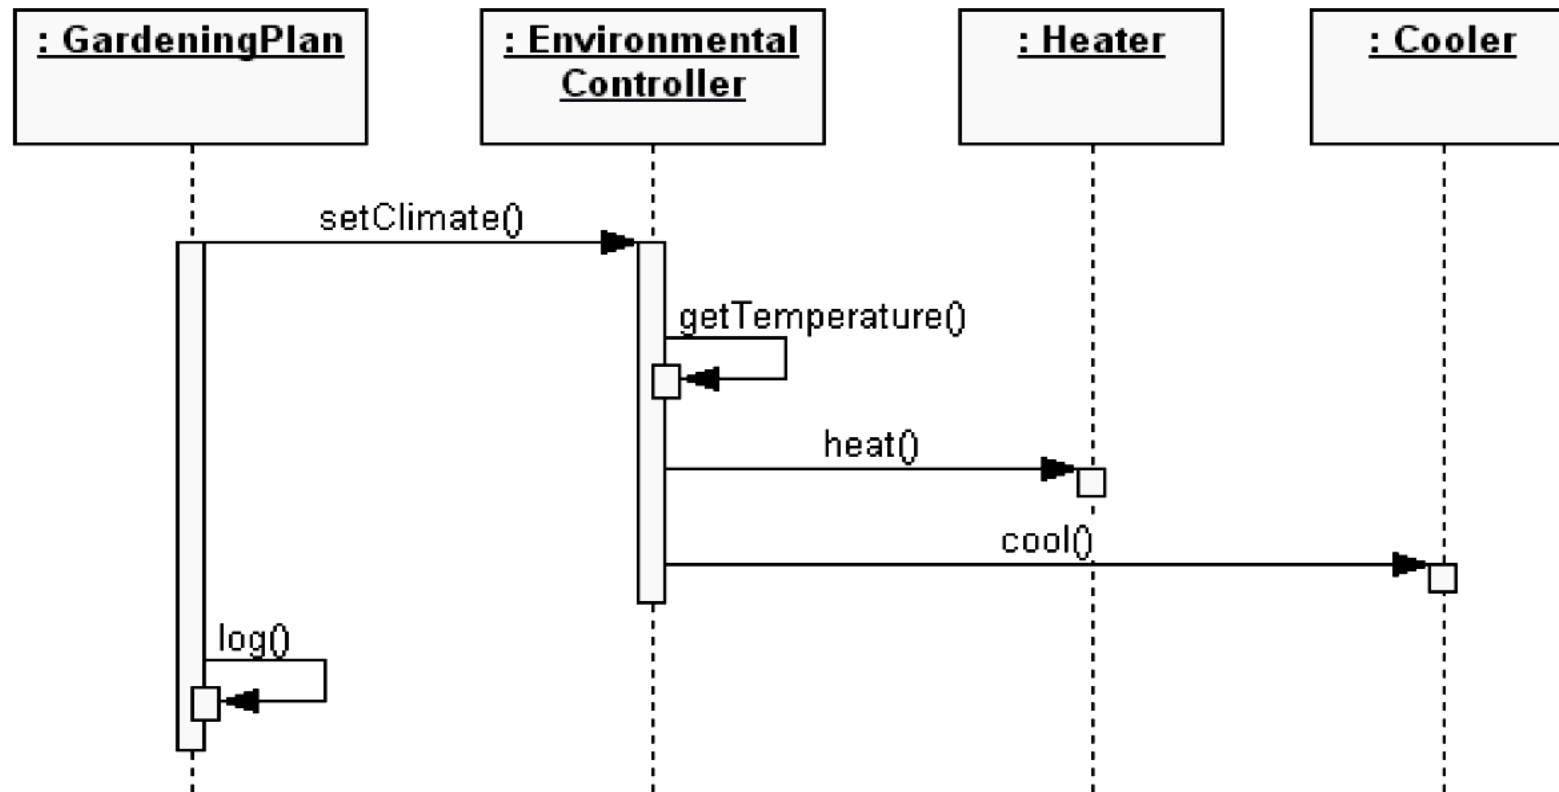 : GardeningPlan
: Environmental
Controller
: Heater
: Cooler
setClimate()
getTemperature()
heat()
cool()
log()